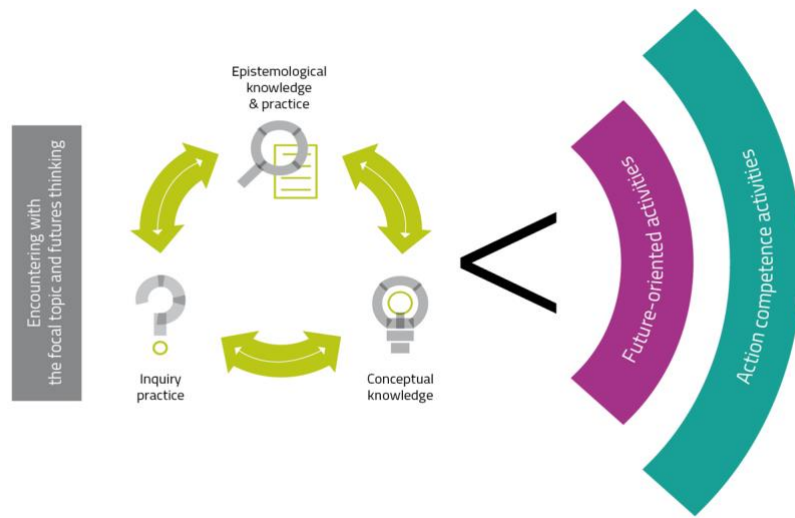 Encountering with
the focal topic and futures thinking
Epistemological
knowledge
& practice
Inquiry
practice
Conceptual
knowledge
Future-oriented activities
Action competence activities